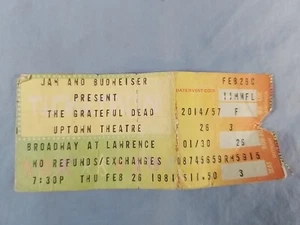 JAM AND BUDWEISER
PRESENT
THE GRATEFUL DEAD
UPTOWN THEATRE
BROADWAY AT LAWRENCE
NO REFUNDS/EXCHANGES
7:30P THU FEB 26 1981
$11.50
2014/57
F 26 3
01/30
FEB26C
F
26
3